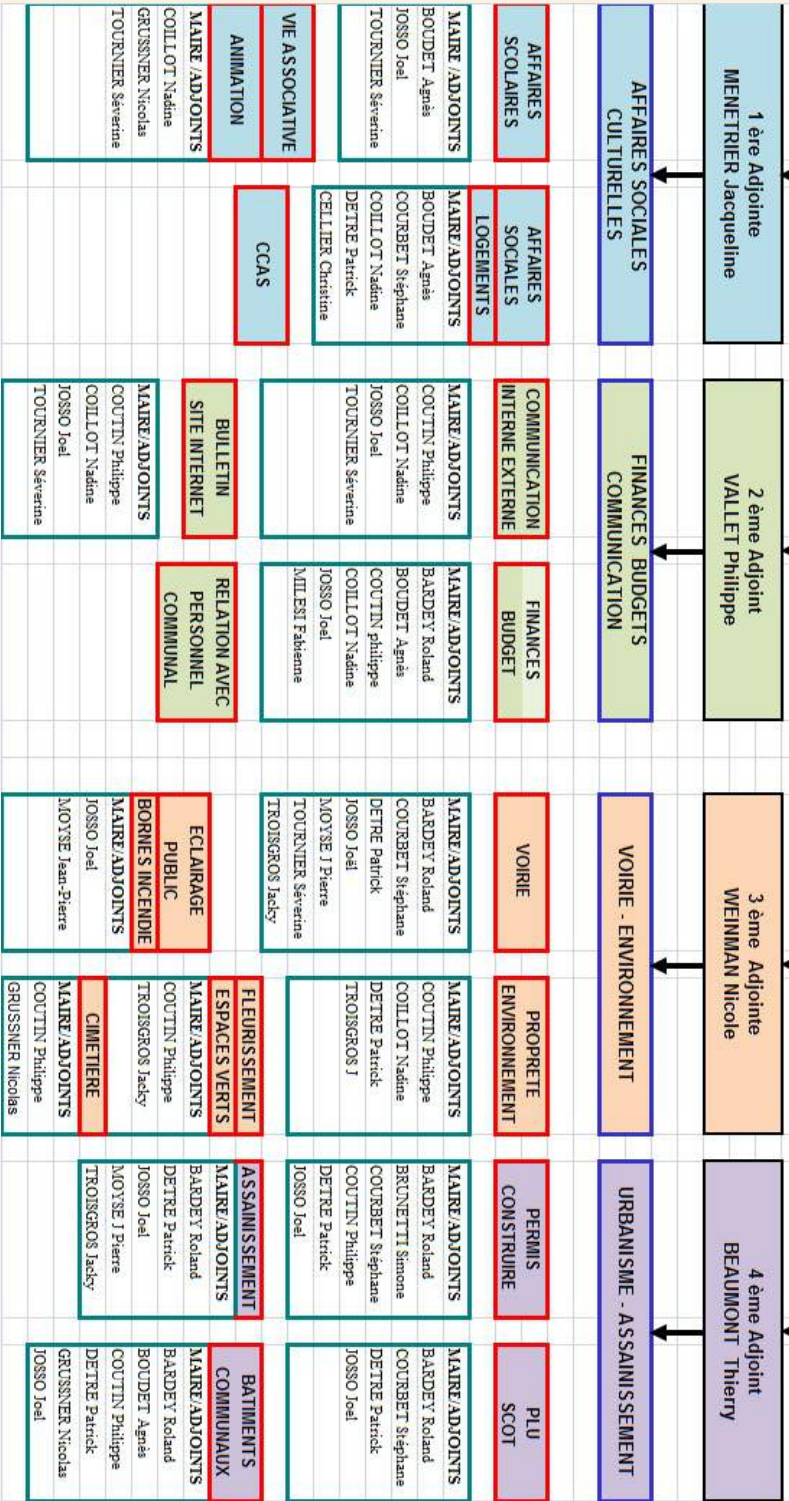 1 ère Adjointe
MENETRIER Jacqueline
AFFAIRES SOCIALES
CULTURELLES
AFFAIRES
SCOLAIRES
MAIRE /ADJOINTS
BOUDET Agnès
JOSSO Joel
TOURNIER Séverine
VIE ASSOCIATIVE
ANIMATION
MAIRE /ADJOINTS
COILLOT Nadine
GRUSSNER Nicolas
TOURNIER Séverine
AFFAIRES
SOCIALES
LOGEMENTS
MAIRE/ADJOINTS
BOUDET Agnès
COURBET Stéphane
COILLOT Nadine
DETRE Patrick
CELLIER Christine
CCAS
2 ème Adjoint
VALLET Philippe
FINANCES BUDGETS
COMMUNICATION
COMMUNICATION
INTERNE EXTERNE
MAIRE/ADJOINTS
COUTIN Philippe
COILLOT Nadine
JOSSO Joel
TOURNIER Séverine
BULLETIN
SITE INTERNET
MAIRE/ADJOINTS
COUTIN Philippe
COILLOT Nadine
JOSSO Joel
TOURNIER Séverine
FINANCES
BUDGET
MAIRE/ADJOINTS
BARDEY Roland
BOUDET Agnès
COUTIN philippe
COILLOT Nadine
JOSSO Joel
MILESI Fabienne
RELATION AVEC
PERSONNEL
COMMUNAL
3 ème Adjointe
WEINMAN Nicole
VOIRIE - ENVIRONNEMENT
VOIRIE
MAIRE/ADJOINTS
BARDEY Roland
COURBET Stéphane
DETRE Patrick
JOSSO Joël
MOYSE J Pierre
TOURNIER Séverine
TROISGROS Jacky
ECLAIRAGE
PUBLIC
BORNES INCENDIE
MAIRE/ADJOINTS
JOSSO Joel
MOYSE Jean-Pierre
PROPRETE
ENVIRONNEMENT
MAIRE/ADJOINTS
COUTIN Philippe
COILLOT Nadine
DETRE Patrick
TROISGROS J
FLEURISSEMENT
ESPACES VERTS
MAIRE/ADJOINTS
COUTIN Philippe
TROISGROS Jacky
CIMETIERE
MAIRE/ADJOINTS
COUTIN Philippe
GRUSSNER Nicolas
4 ème Adjoint
BEAUMONT Thierry
URBANISME - ASSAINISSEMENT
PERMIS
CONSTRUIRE
MAIRE/ADJOINTS
BARDEY Roland
BRUNETTI Simone
COURBET Stéphane
COUTIN Philippe
DETRE Patrick
JOSSO Joel
ASSAINISSEMENT
MAIRE/ADJOINTS
BARDEY Roland
DETRE Patrick
JOSSO Joel
MOYSE J Pierre
TROISGROS Jacky
PLU
SCOT
MAIRE/ADJOINTS
BARDEY Roland
COURBET Stéphane
DETRE Patrick
JOSSO Joel
BATIMENTS
COMMUNAUX
MAIRE/ADJOINTS
BARDEY Roland
BOUDET Agnès
COUTIN Philippe
DETRE Patrick
GRUSSNER Nicolas
JOSSO Joel